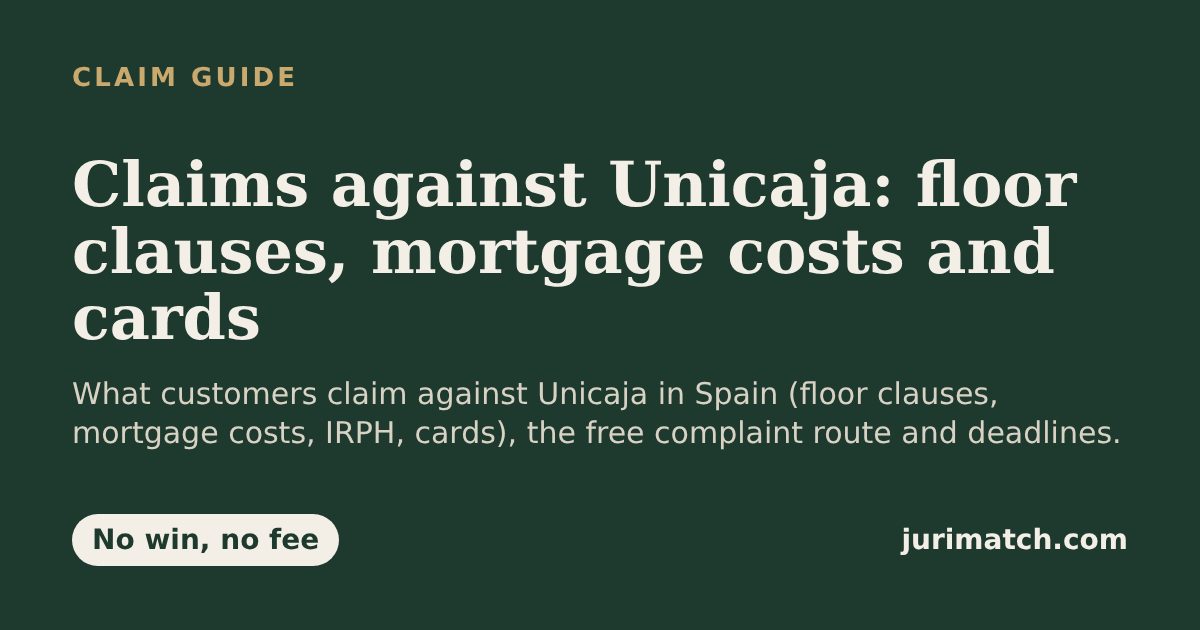 CLAIM GUIDE
Claims against Unicaja: floor
clauses, mortgage costs and
cards
What customers claim against Unicaja in Spain (floor clauses,
mortgage costs, IRPH, cards), the free complaint route and deadlines.
No win, no fee
jurimatch.com